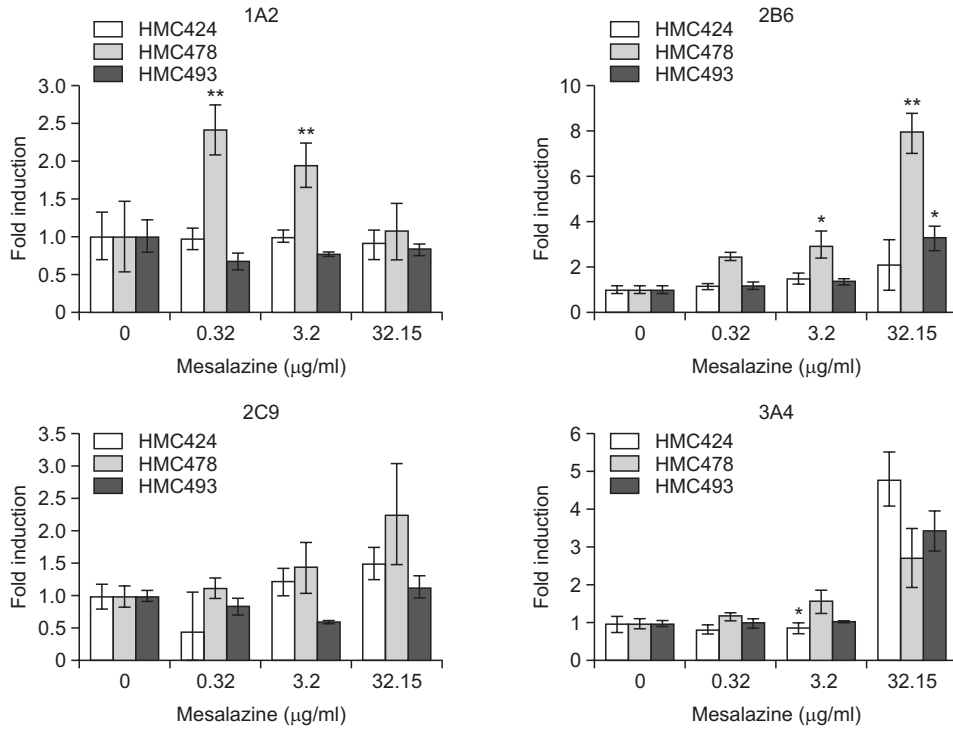 1A2
HMC424
HMC478
HMC493
3.0
2.5
2.0
1.5
1.0
0.5
0
Fold induction
**
**
0 0.32 3.2 32.15
Mesalazine (μg/ml)
2B6
HMC424
HMC478
HMC493
10
8
6
4
2
0
Fold induction
*
**
*
0 0.32 3.2 32.15
Mesalazine (μg/ml)
2C9
HMC424
HMC478
HMC493
3.5
3.0
2.5
2.0
1.5
1.0
0.5
0
Fold induction
0 0.32 3.2 32.15
Mesalazine (μg/ml)
3A4
HMC424
HMC478
HMC493
6
5
4
3
2
1
0
Fold induction
*
0 0.32 3.2 32.15
Mesalazine (μg/ml)